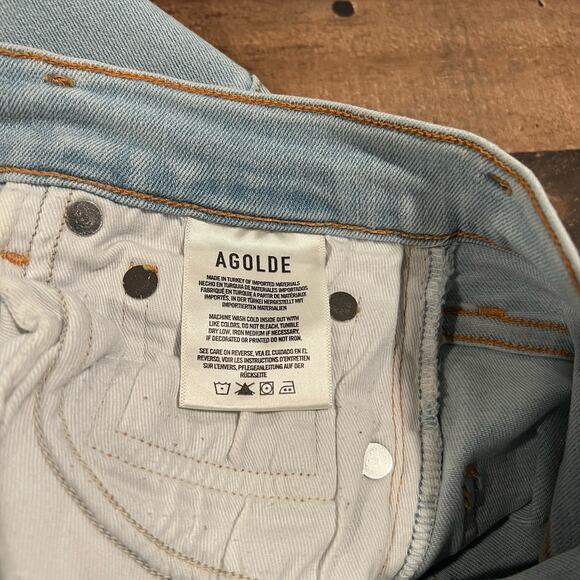 AGOLDE
MADE IN TURKEY OF IMPORTED MATERIALS
HECHO EN TURQUIA DE MATERIALES IMPORTADOS
FABRIQUÉ EN TURQUIE A PARTIR DE MATÉRIAUX
IMPORTÉS, IN DER TÜRKEI HERGESTELLT MIT
IMPORTIERTEN MATERIALIEN
MACHINE WASH COLD INSIDE OUT WITH
LIKE COLORS, DO NOT BLEACH, TUMBLE
DRY LOW, IRON MEDIUM IF NECESSARY,
IF DECORATED OR PRINTED DO NOT IRON.
SEE CARE ON REVERSE, VEA EL CUIDADO EN EL
REVERSO, VOIR LES INSTRUCTIONS D'ENTRETIEN
SUR L'ENVERS, PFLEGEANLEITUNG AUF DER
RÜCKSEITE